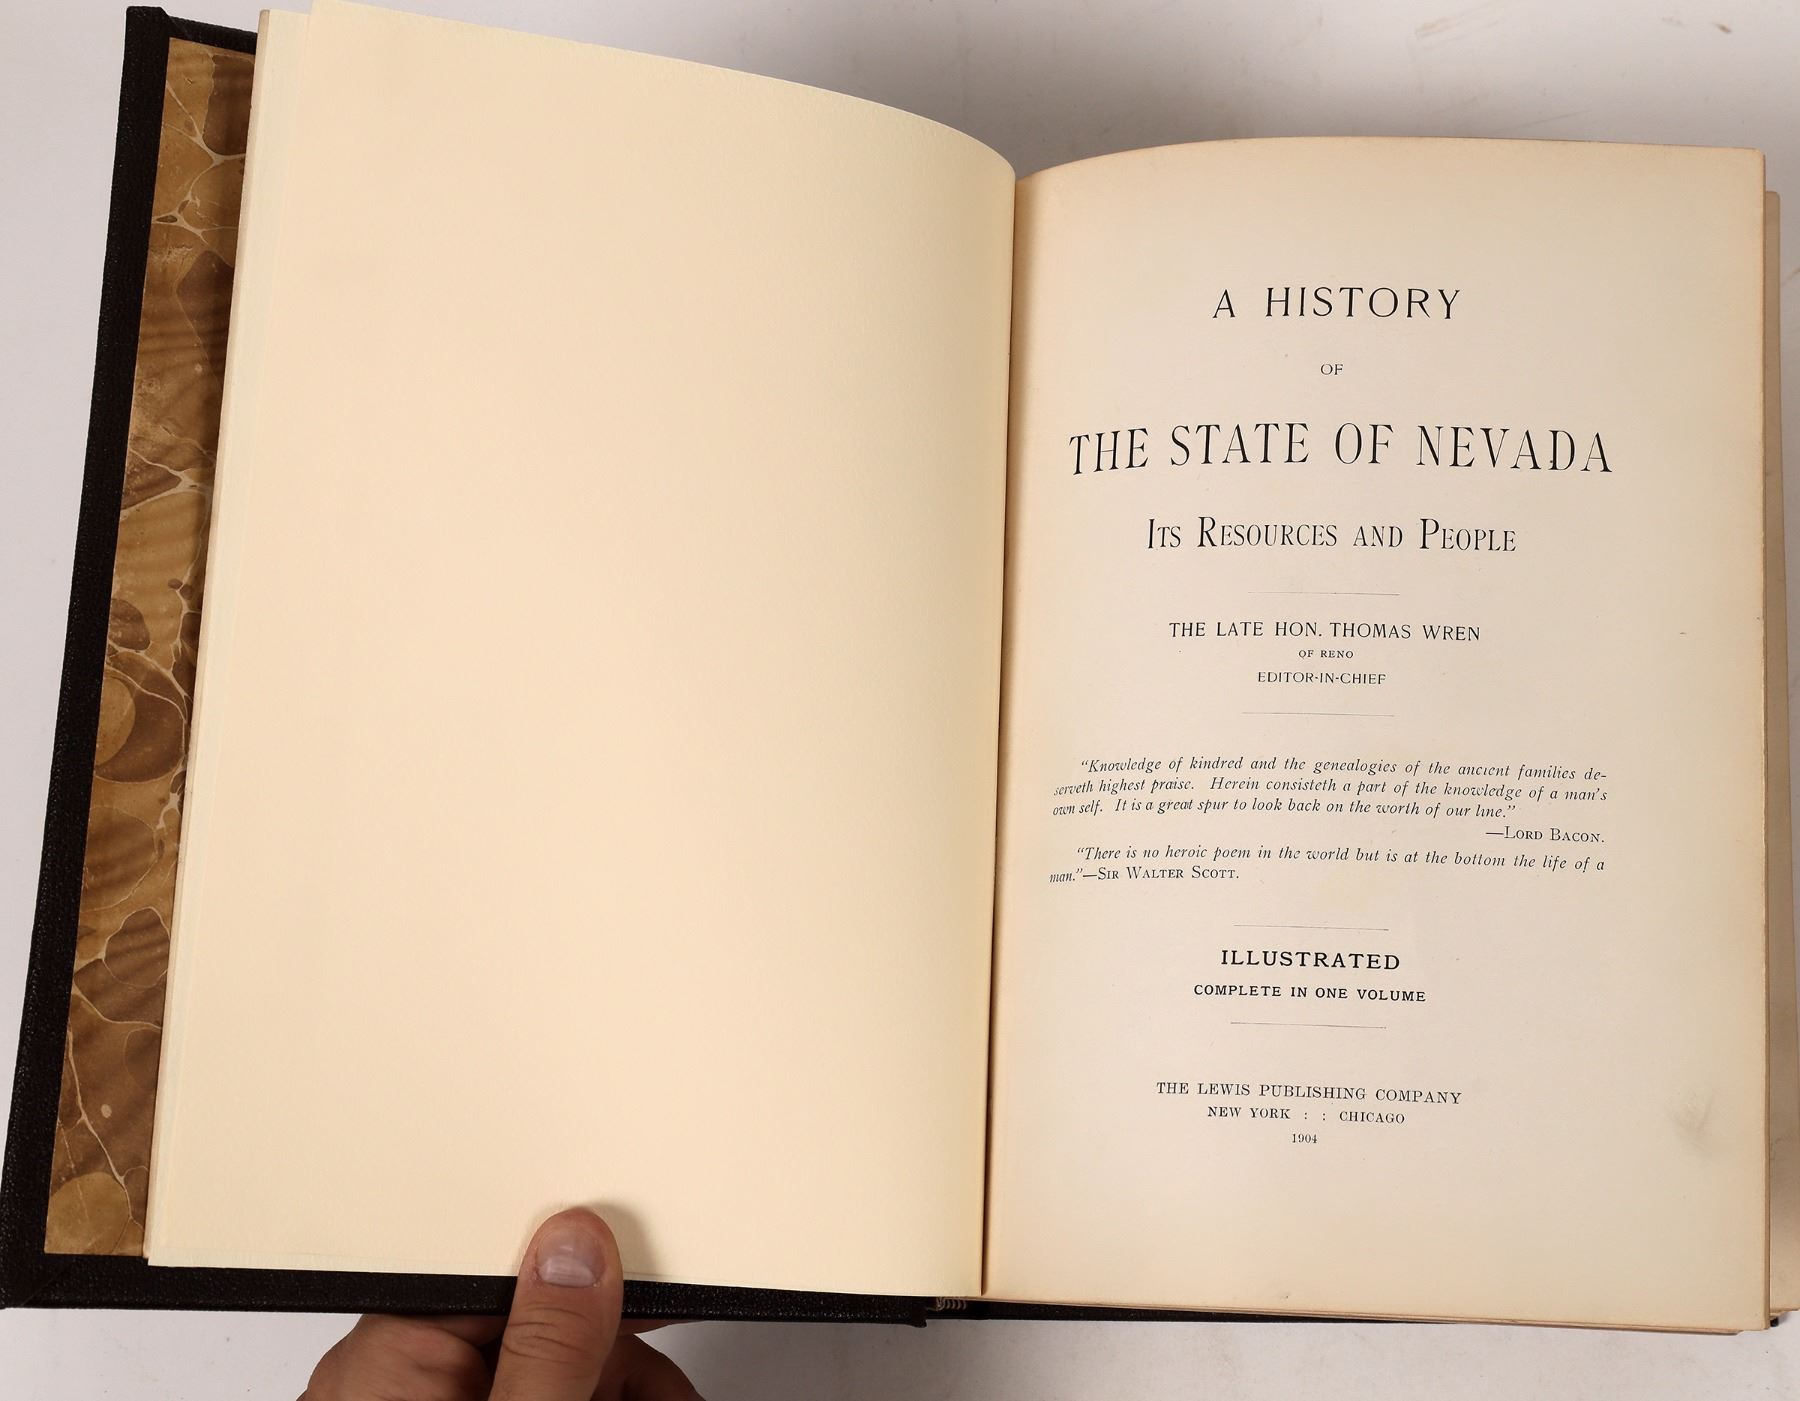 A HISTORY
OF
THE STATE OF NEVADA
ITS RESOURCES AND PEOPLE
THE LATE HON. THOMAS WREN
OF RENO
EDITOR-IN-CHIEF
"Knowledge of kindred and the genealogies of the ancient families de-
serveth highest praise. Herein consisteth a part of the knowledge of a man's
own self. It is a great spur to look back on the worth of our line."
—LORD BACON.
"There is no heroic poem in the world but is at the bottom the life of a
man."—SIR WALTER SCOTT.
ILLUSTRATED
COMPLETE IN ONE VOLUME
THE LEWIS PUBLISHING COMPANY
NEW YORK : : CHICAGO
1904